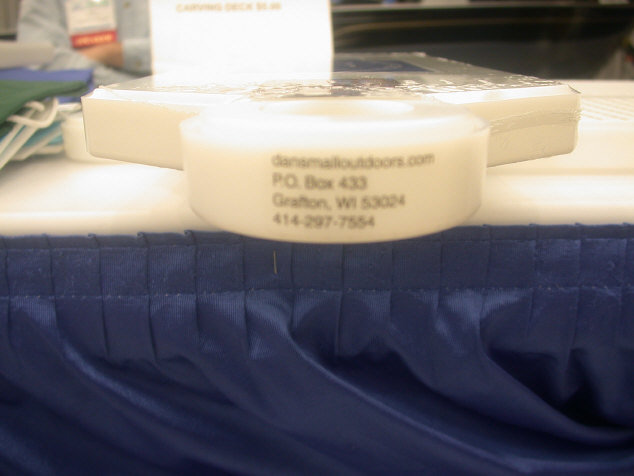 CARVING DECK $5.00
dansmalloutdoors.com
P.O. Box 433
Grafton, WI 53024
414-297-7554